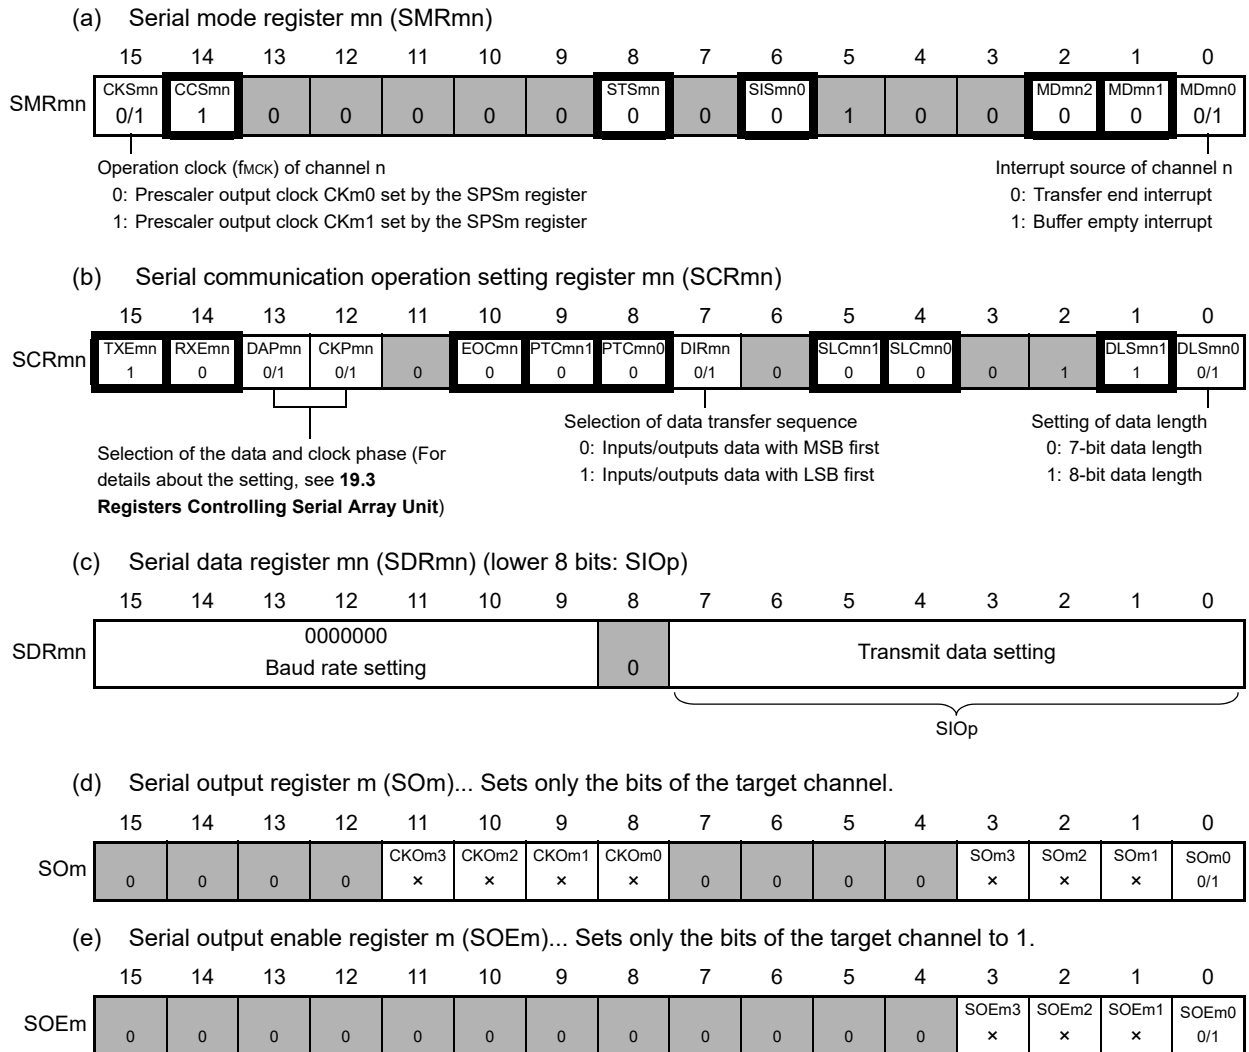 (a) Serial mode register mn (SMRmn)
15 14 13 12 11 10 9 8 7 6 5 4 3 2 1 0
CKSmn CCSmn STSmn SISmn0 MDmn2 MDmn1 MDmn0
SMRmn 0/1 1 0 0 0 0 0 0 0 0 1 0 0 0 0 0/1
Operation clock (fMCK) of channel n
0: Prescaler output clock CKm0 set by the SPSm register
1: Prescaler output clock CKm1 set by the SPSm register
Interrupt source of channel n
0: Transfer end interrupt
1: Buffer empty interrupt
(b) Serial communication operation setting register mn (SCRmn)
15 14 13 12 11 10 9 8 7 6 5 4 3 2 1 0
TXEmn RXEmn DAPmn CKPmn EOCmn PTCmn1 PTCmn0 DIRmn SLCmn1 SLCmn0 DLSmn1 DLSmn0
SCRmn 1 0 0/1 0/1 0 0 0 0 0/1 0 0 0 0 1 1 0/1
Selection of the data and clock phase (For
details about the setting, see 19.3
Registers Controlling Serial Array Unit)
Selection of data transfer sequence
0: Inputs/outputs data with MSB first
1: Inputs/outputs data with LSB first
Setting of data length
0: 7-bit data length
1: 8-bit data length
(c) Serial data register mn (SDRmn) (lower 8 bits: SIOp)
15 14 13 12 11 10 9 8 7 6 5 4 3 2 1 0
SDRmn
0000000
Baud rate setting
0
Transmit data setting
SIOp
(d) Serial output register m (SOm)... Sets only the bits of the target channel.
15 14 13 12 11 10 9 8 7 6 5 4 3 2 1 0
CKOm3 CKOm2 CKOm1 CKOm0 SOm3 SOm2 SOm1 SOm0
SOm 0 0 0 0 × × × × 0 0 0 0 × × × 0/1
(e) Serial output enable register m (SOEm)... Sets only the bits of the target channel to 1.
15 14 13 12 11 10 9 8 7 6 5 4 3 2 1 0
SOEm3 SOEm2 SOEm1 SOEm0
SOEm 0 0 0 0 0 0 0 0 0 0 0 0 × × × 0/1